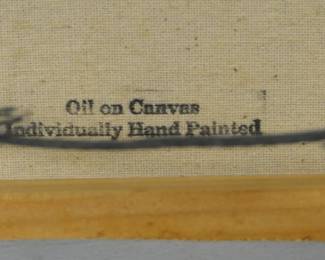 Oil on Canvas
Individually Hand Painted